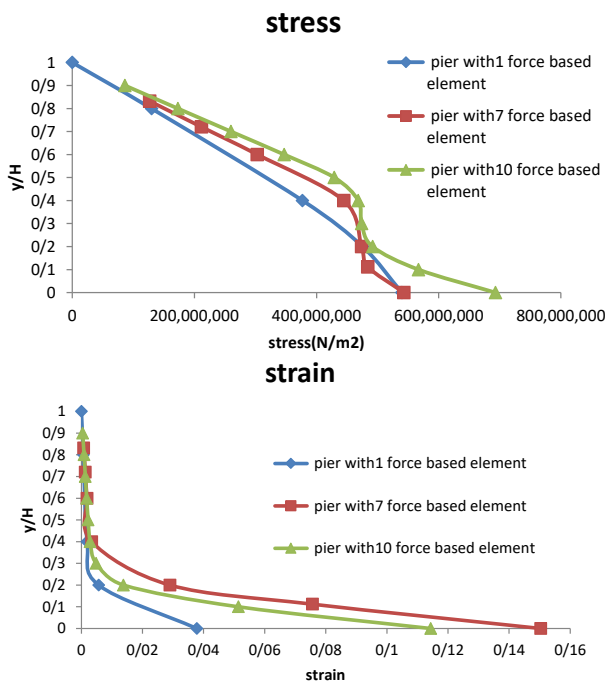 stress
1
0/9
0/8
0/7
0/6
0/5
0/4
0/3
0/2
0/1
0
y/H
0
200,000,000
400,000,000
600,000,000
800,000,000
stress(N/m2)
pier with1 force based
element
pier with7 force based
element
pier with10 force based
element
strain
1
0/9
0/8
0/7
0/6
0/5
0/4
0/3
0/2
0/1
0
y/H
0
0/02
0/04
0/06
0/08
0/1
0/12
0/14
0/16
strain
pier with1 force based element
pier with7 force based element
pier with10 force based element